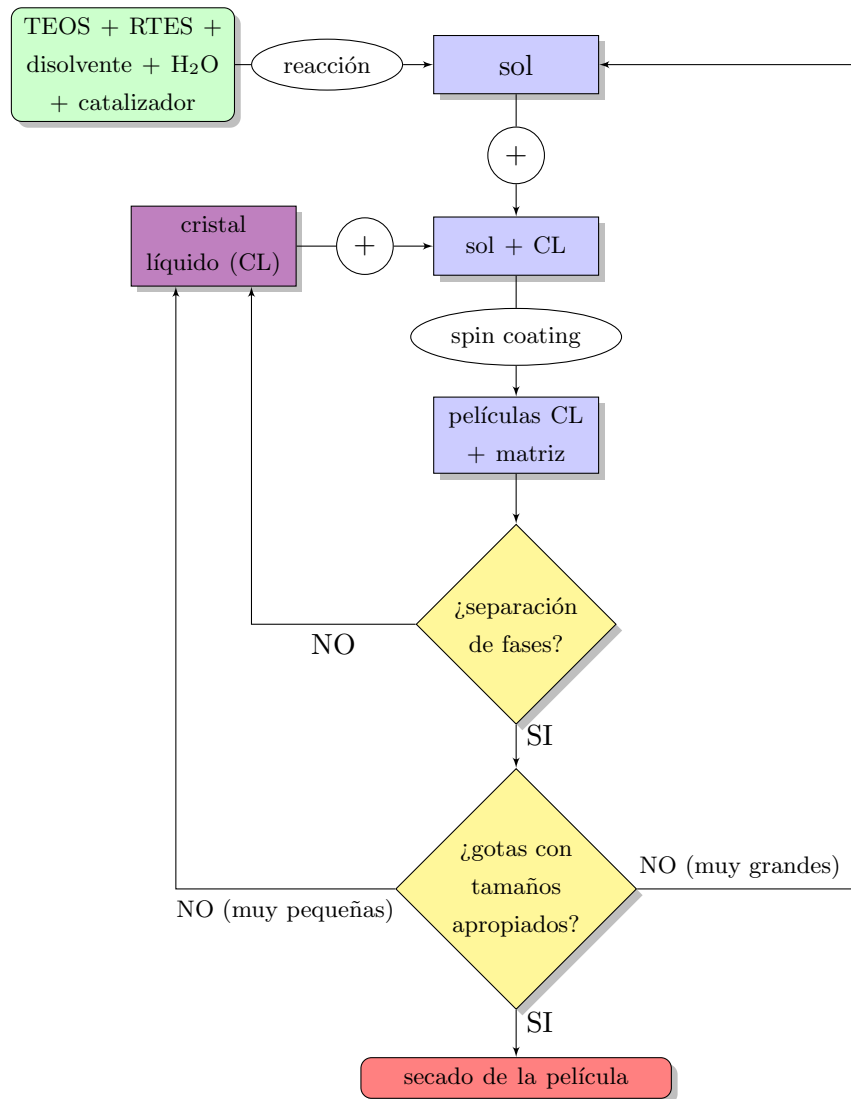 TEOS + RTES +
disolvente + H₂O
+ catalizador
reacción
sol
+
cristal
líquido (CL)
+
sol + CL
spin coating
películas CL
+ matriz
¿separación
de fases?
NO
SI
¿gotas con
tamaños
apropiados?
NO (muy grandes)
NO (muy pequeñas)
SI
secado de la película